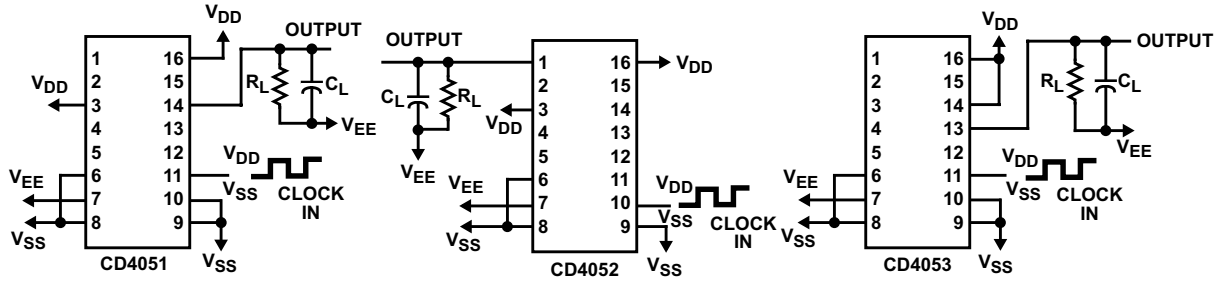 VDD
OUTPUT
1 16
2 15
3 14
4 13
5 12
6 11
7 10
8 9
VDD
RL
CL
VEE
VDD
VSS
CLOCK
IN
VEE
VSS
VSS
CD4051
OUTPUT
1 16
2 15
3 14
4 13
5 12
6 11
7 10
8 9
VDD
CL
RL
VDD
VEE
VEE
VDD
VSS
CLOCK
IN
VSS
VSS
CD4052
VDD
OUTPUT
1 16
2 15
3 14
4 13
5 12
6 11
7 10
8 9
RL
CL
VEE
VDD
VSS
CLOCK
IN
VEE
VSS
VSS
CD4053